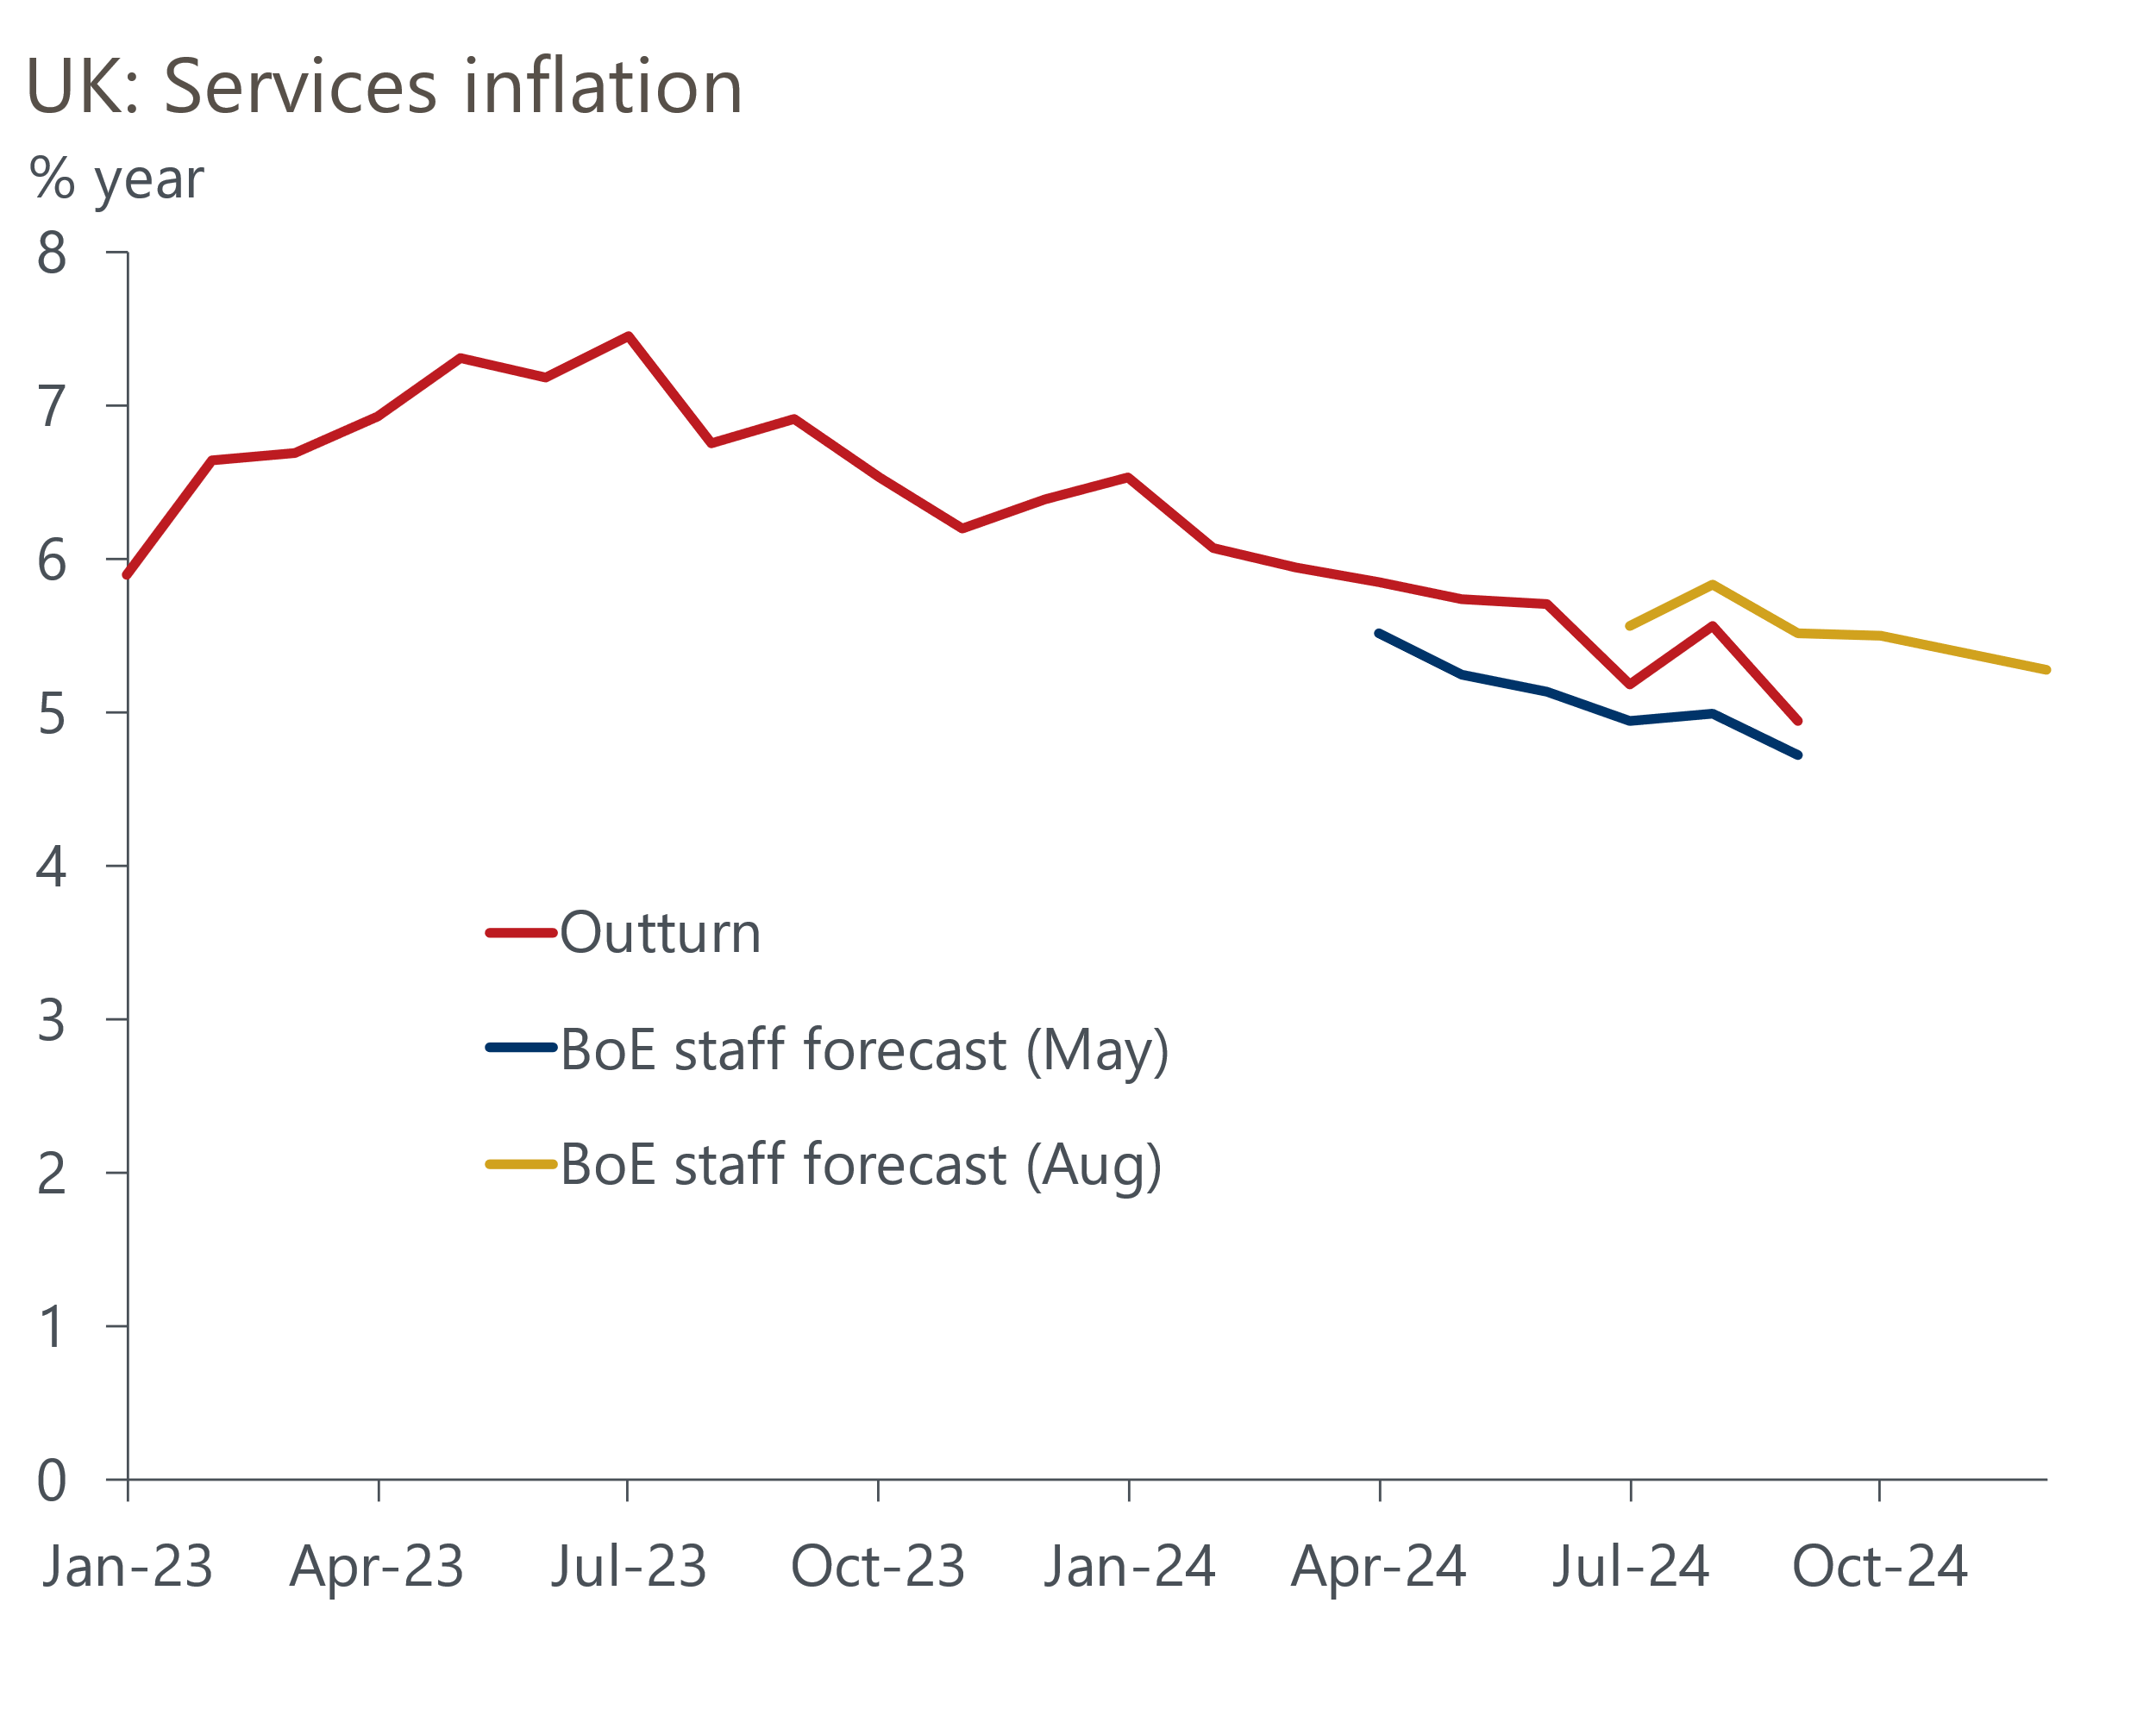 UK: Services inflation
% year
8
7
6
5
4
3
2
1
0
Outturn
BoE staff forecast (May)
BoE staff forecast (Aug)
Jan-23 Apr-23 Jul-23 Oct-23 Jan-24 Apr-24 Jul-24 Oct-24